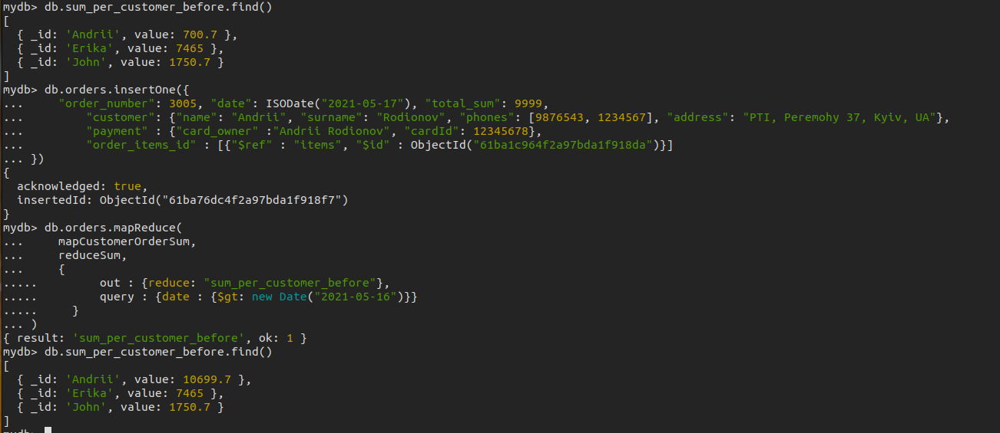 mydb> db.sum_per_customer_before.find()
[
  { _id: 'Andrii', value: 700.7 },
  { _id: 'Erika', value: 7465 },
  { _id: 'John', value: 1750.7 }
]
mydb> db.orders.insertOne({
...     "order_number": 3005, "date": ISODate("2021-05-17"), "total_sum": 9999,
...         "customer": {"name": "Andrii", "surname": "Rodionov", "phones": [9876543, 1234567], "address": "PTI, Peremohy 37, Kyiv, UA"},
...         "payment" : {"card_owner" :"Andrii Rodionov", "cardId": 12345678},
...         "order_items_id" : [{"$ref" : "items", "$id" : ObjectId("61ba1c964f2a97bda1f918da")}]
... })
{
  acknowledged: true,
  insertedId: ObjectId("61ba76dc4f2a97bda1f918f7")
}
mydb> db.orders.mapReduce(
...     mapCustomerOrderSum,
...     reduceSum,
...     {
.....         out : {reduce: "sum_per_customer_before"},
.....         query : {date : {$gt: new Date("2021-05-16")}}
.....     }
... )
{ result: 'sum_per_customer_before', ok: 1 }
mydb> db.sum_per_customer_before.find()
[
  { _id: 'Andrii', value: 10699.7 },
  { _id: 'Erika', value: 7465 },
  { _id: 'John', value: 1750.7 }
]
mydb>